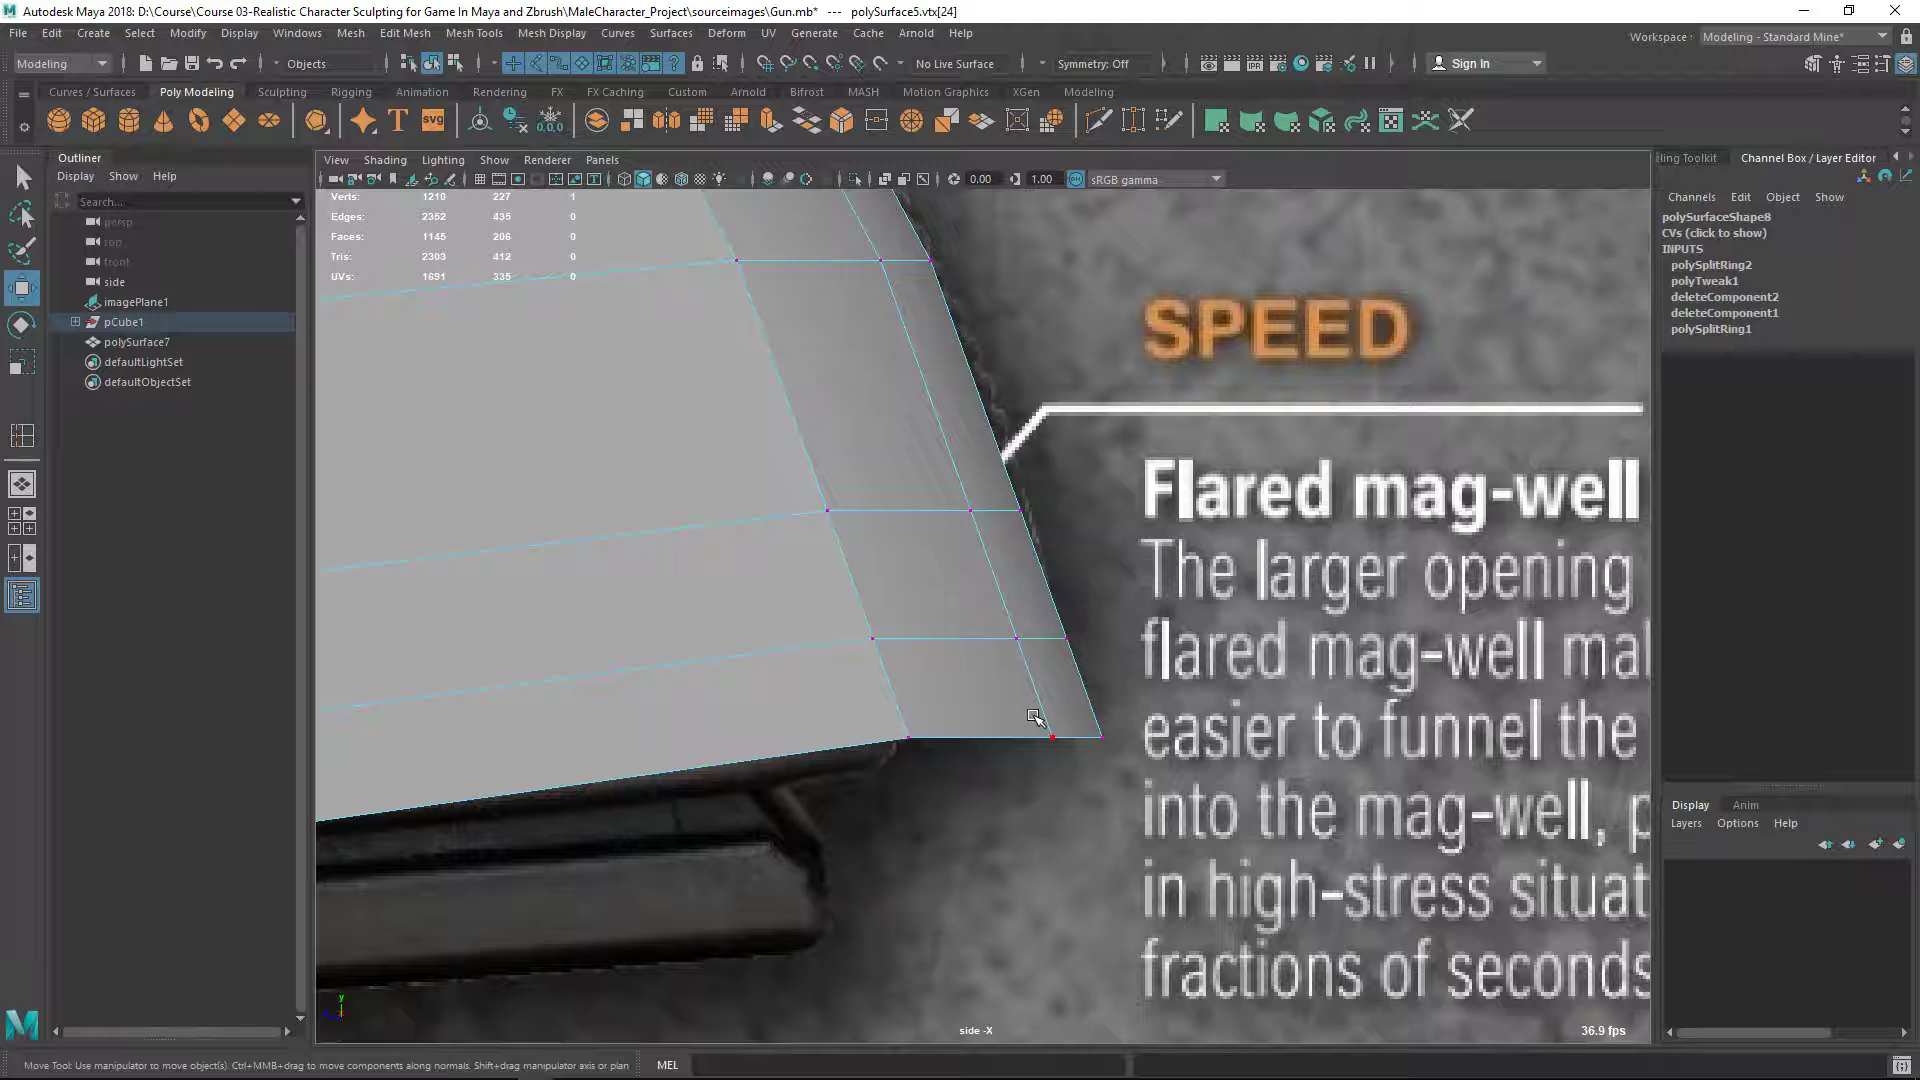 Autodesk Maya 2018: D:\Course\Course 03-Realistic Character Sculpting for Game In Maya and Zbrush\MaleCharacter_Project\sourceimages\Gun.mb*   ---   polySurface5.vtx[24]
File Edit Create Select Modify Display Windows Mesh Edit Mesh Mesh Tools Mesh Display Curves Surfaces Deform UV Generate Cache Arnold Help
Workspace : Modeling - Standard Mine*
Modeling Objects No Live Surface Symmetry: Off Sign In
Curves / Surfaces Poly Modeling Sculpting Rigging Animation Rendering FX FX Caching Custom Arnold Bifrost MASH Motion Graphics XGen Modeling
Outliner
Display Show Help
Search...
persp
top
front
side
imagePlane1
pCube1
polySurface7
defaultLightSet
defaultObjectSet
View Shading Lighting Show Renderer Panels
0.00 1.00 sRGB gamma
Verts: 1210 227 1
Edges: 2352 435 0
Faces: 1145 206 0
Tris: 2303 412 0
UVs: 1691 335 0
SPEED
Flared mag-well
The larger opening
flared mag-well mal
easier to funnel the
into the mag-well, p
in high-stress situat
fractions of seconds
side -X
36.9 fps
y
ling Toolkit Channel Box / Layer Editor
Channels Edit Object Show
polySurfaceShape8
CVs (click to show)
INPUTS
polySplitRing2
polyTweak1
deleteComponent2
deleteComponent1
polySplitRing1
Display Anim
Layers Options Help
Move Tool: Use manipulator to move object(s). Ctrl+MMB+drag to move components along normals. Shift+drag manipulator axis or plan
MEL